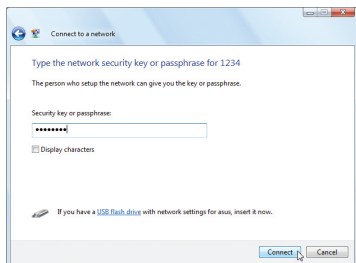 Connect to a network
Type the network security key or passphrase for 1234
The person who setup the network can give you the key or passphrase.
Security key or passphrase:
••••••••
Display characters
If you have a USB flash drive with network settings for asus, insert it now.
Connect
Cancel